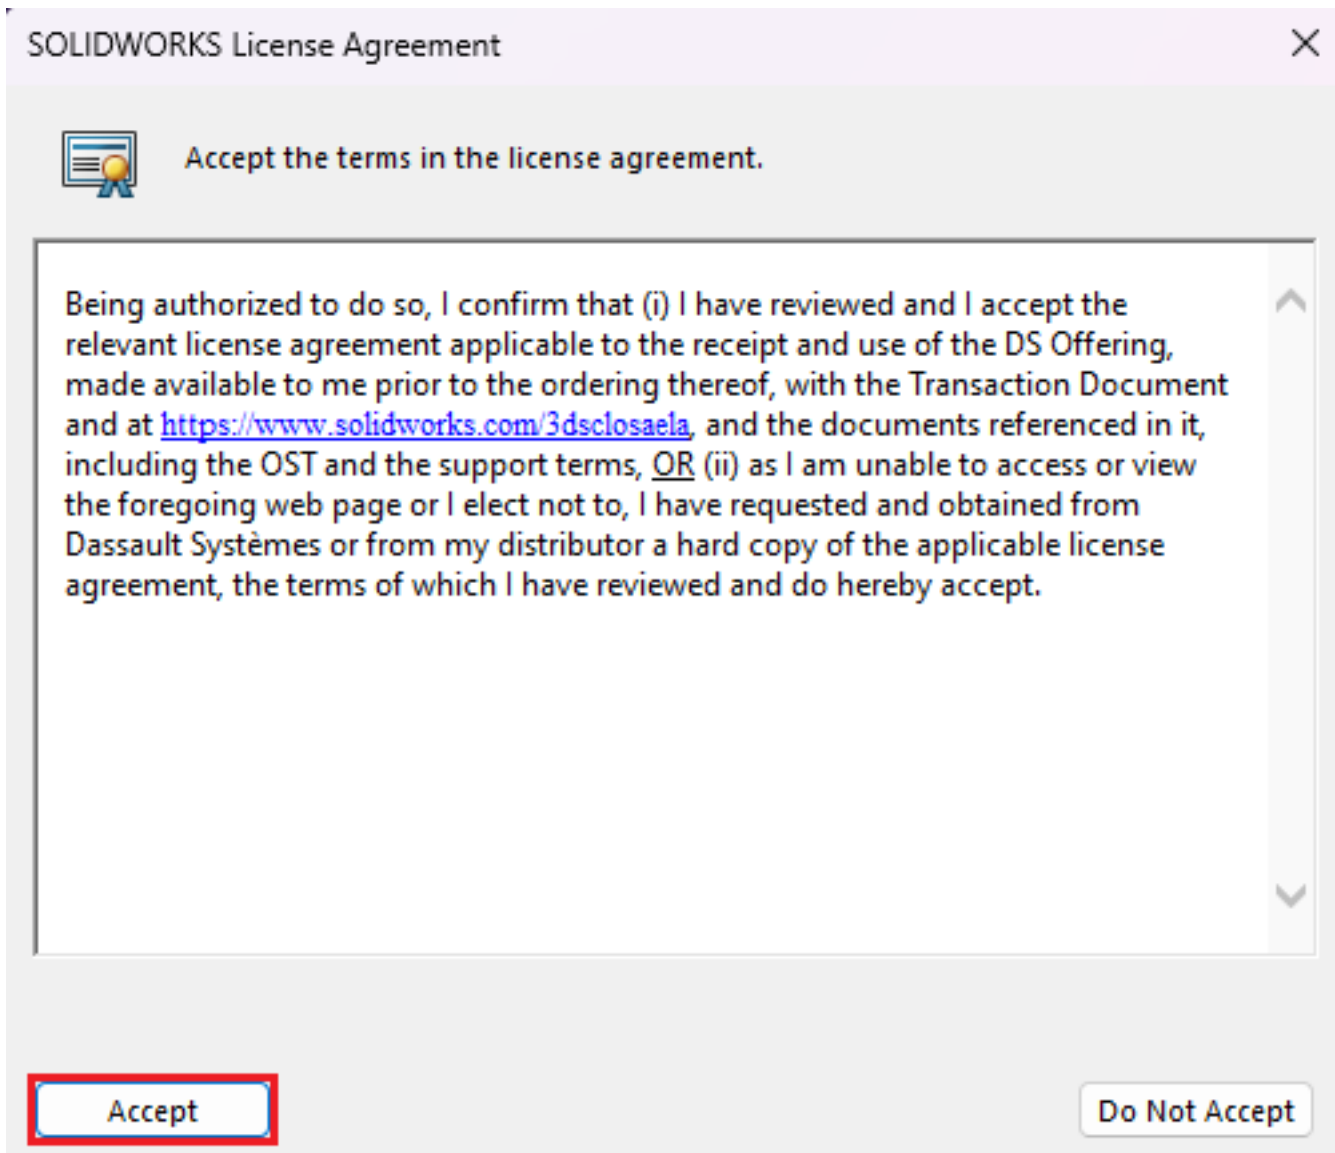 SOLIDWORKS License Agreement
Accept the terms in the license agreement.
Being authorized to do so, I confirm that (i) I have reviewed and I accept the
relevant license agreement applicable to the receipt and use of the DS Offering,
made available to me prior to the ordering thereof, with the Transaction Document
and at https://www.solidworks.com/3dsclosaela, and the documents referenced in it,
including the OST and the support terms, OR (ii) as I am unable to access or view
the foregoing web page or I elect not to, I have requested and obtained from
Dassault Systèmes or from my distributor a hard copy of the applicable license
agreement, the terms of which I have reviewed and do hereby accept.
Accept
Do Not Accept